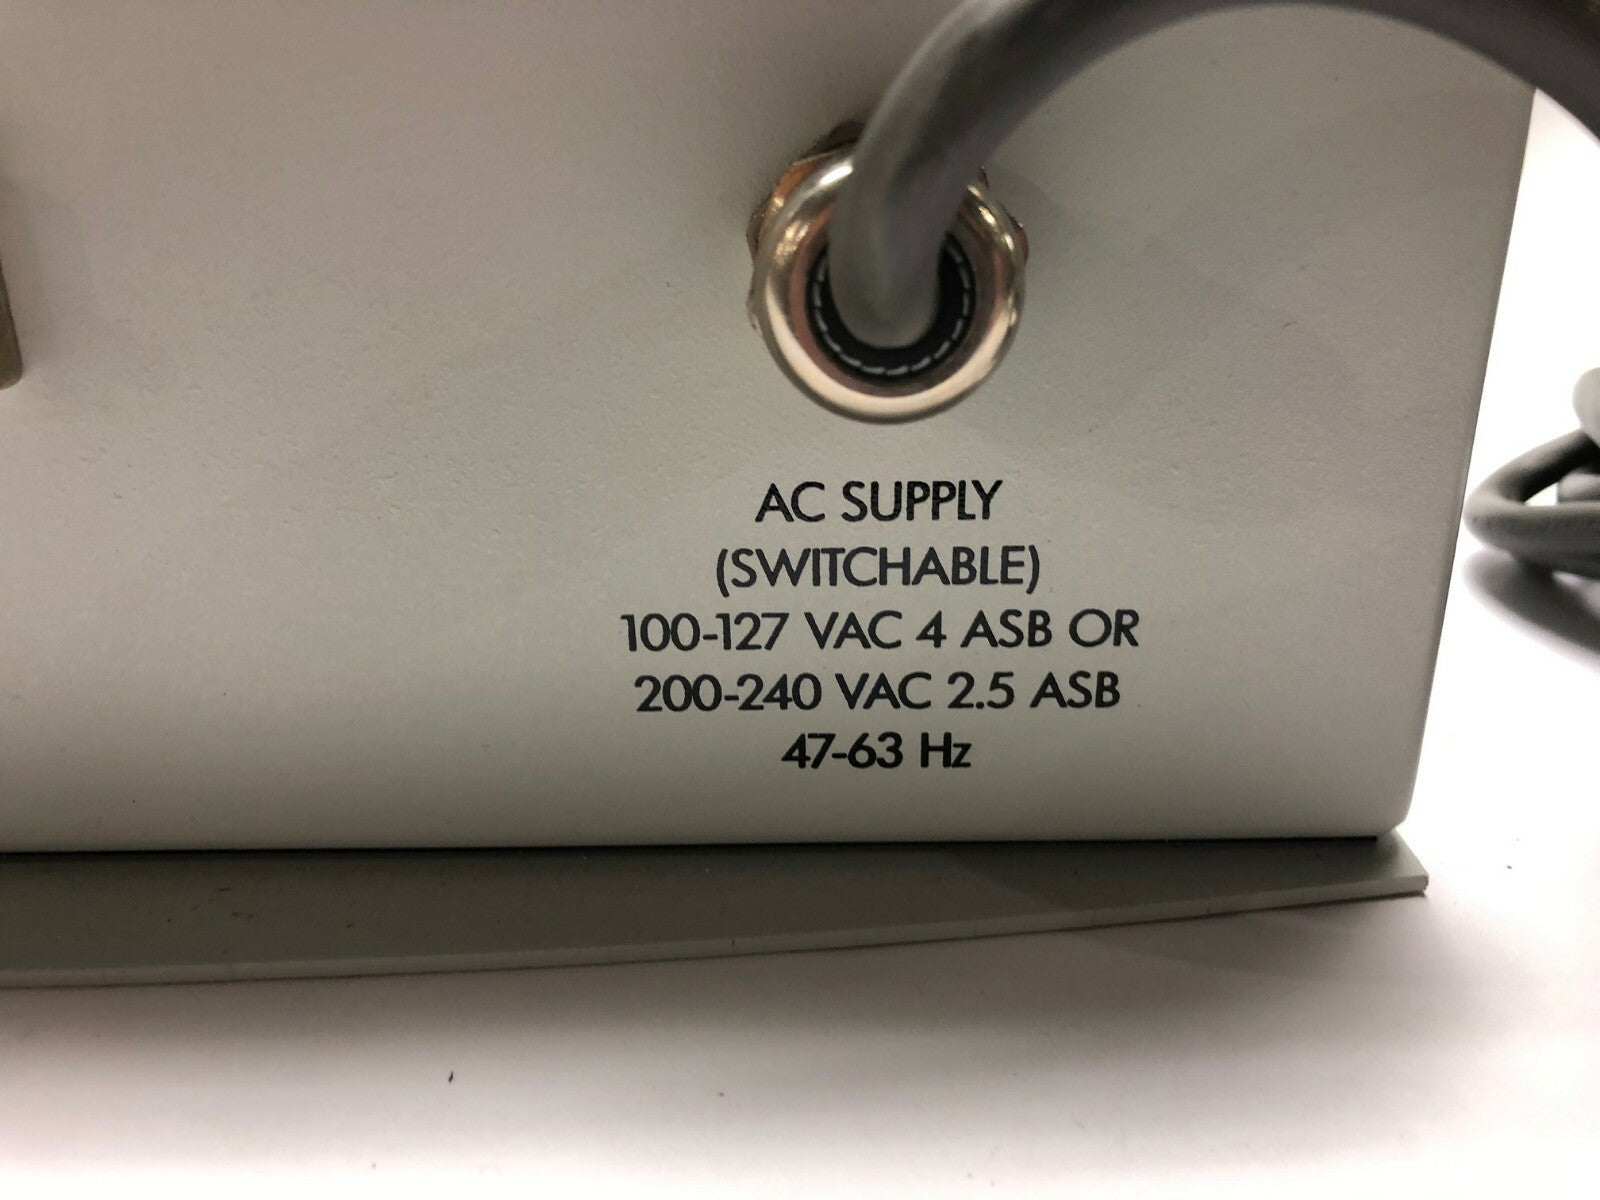 AC SUPPLY
(SWITCHABLE)
100-127 VAC 4 ASB OR
200-240 VAC 2.5 ASB
47-63 Hz